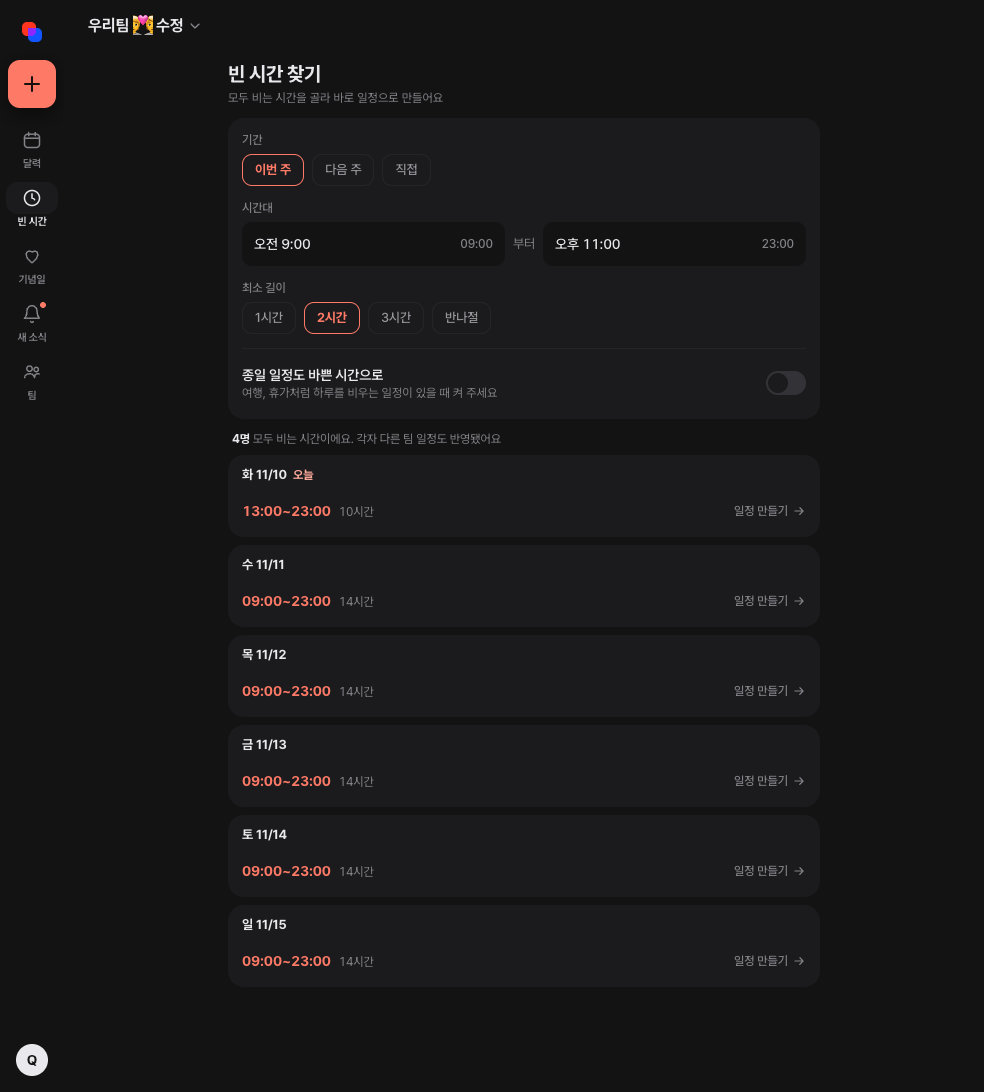 우리팀 👩‍❤️‍👩 수정
달력
빈 시간
기념일
새 소식
팀
Q
빈 시간 찾기
모두 비는 시간을 골라 바로 일정으로 만들어요
기간
이번 주 다음 주 직접
시간대
오전 9:00 09:00 부터 오후 11:00 23:00
최소 길이
1시간 2시간 3시간 반나절
종일 일정도 바쁜 시간으로
여행, 휴가처럼 하루를 비우는 일정이 있을 때 켜 주세요
4명 모두 비는 시간이에요. 각자 다른 팀 일정도 반영됐어요
화 11/10 오늘
13:00~23:00 10시간 일정 만들기 →
수 11/11
09:00~23:00 14시간 일정 만들기 →
목 11/12
09:00~23:00 14시간 일정 만들기 →
금 11/13
09:00~23:00 14시간 일정 만들기 →
토 11/14
09:00~23:00 14시간 일정 만들기 →
일 11/15
09:00~23:00 14시간 일정 만들기 →